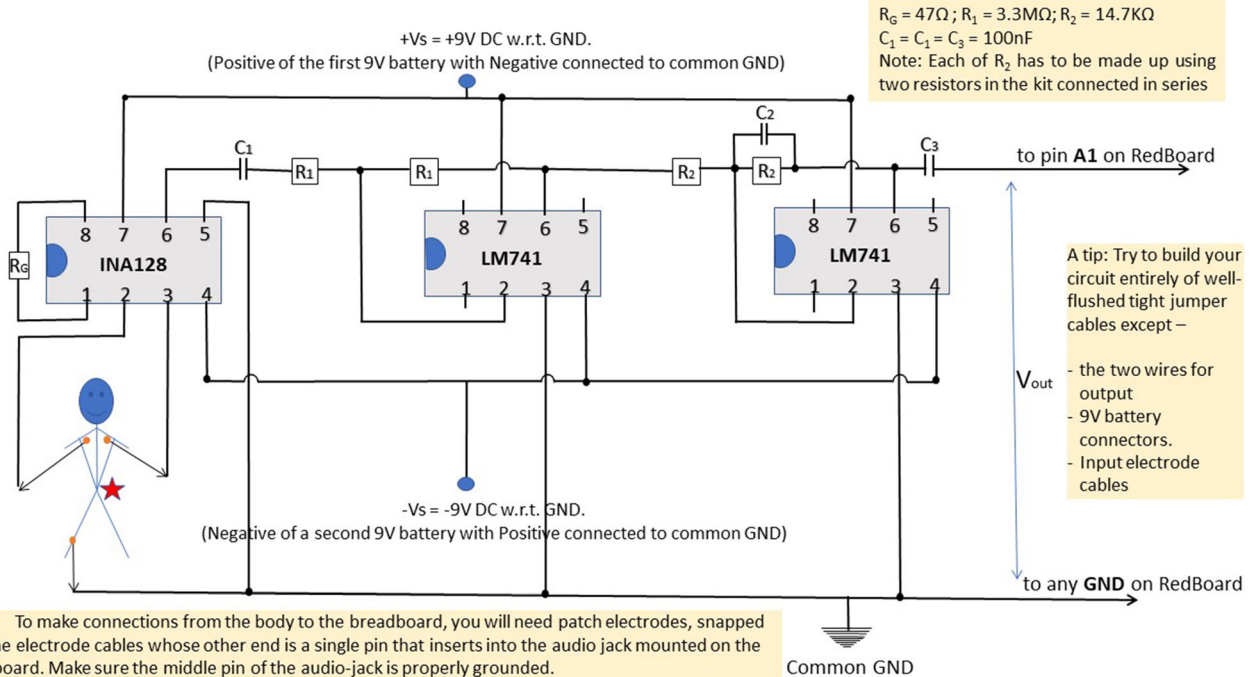 R_G = 47Ω ; R₁ = 3.3MΩ; R₂ = 14.7KΩ
C₁ = C₁ = C₃ = 100nF
Note: Each of R₂ has to be made up using
two resistors in the kit connected in series
+Vs = +9V DC w.r.t. GND.
(Positive of the first 9V battery with Negative connected to common GND)
C₂
C₁
C₃
R₁
R₁
R₂
R₂
to pin A1 on RedBoard
8 7 6 5
INA128
1 2 3 4
R_G
8 7 6 5
LM741
1 2 3 4
8 7 6 5
LM741
1 2 3 4
A tip: Try to build your
circuit entirely of well-
flushed tight jumper
cables except –
- the two wires for
output
- 9V battery
connectors.
- Input electrode
cables
Vout
-Vs = -9V DC w.r.t. GND.
(Negative of a second 9V battery with Positive connected to common GND)
to any GND on RedBoard
To make connections from the body to the breadboard, you will need patch electrodes, snapped
electrode cables whose other end is a single pin that inserts into the audio jack mounted on the
board. Make sure the middle pin of the audio-jack is properly grounded.
Common GND